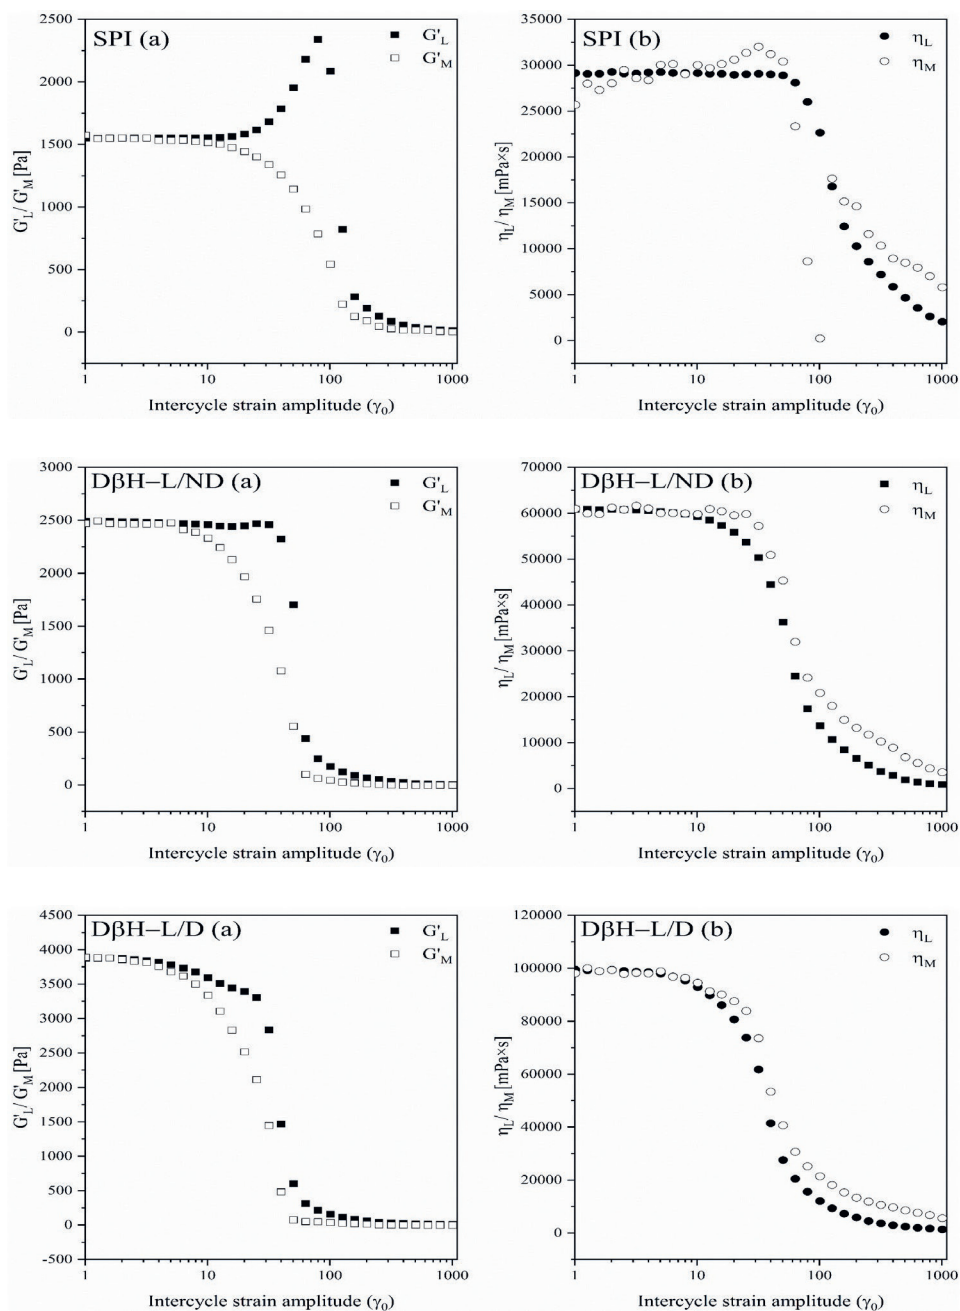 SPI (a)
G'L
G'M
2500
2000
1500
1000
500
0
G'L/ G'M [Pa]
1
10
100
1000
Intercycle strain amplitude (γ0)
SPI (b)
ηL
ηM
35000
30000
25000
20000
15000
10000
5000
0
ηL/ ηM [mPa×s]
1
10
100
1000
Intercycle strain amplitude (γ0)
DβH–L/ND (a)
G'L
G'M
3000
2500
2000
1500
1000
500
0
G'L/ G'M [Pa]
1
10
100
1000
Intercycle strain amplitude (γ0)
DβH–L/ND (b)
ηL
ηM
70000
60000
50000
40000
30000
20000
10000
0
ηL/ ηM [mPa×s]
1
10
100
1000
Intercycle strain amplitude (γ0)
DβH–L/D (a)
G'L
G'M
4500
4000
3500
3000
2500
2000
1500
1000
500
0
-500
G'L/ G'M [Pa]
1
10
100
1000
Intercycle strain amplitude (γ0)
DβH–L/D (b)
ηL
ηM
120000
100000
80000
60000
40000
20000
0
ηL/ ηM [mPa×s]
1
10
100
1000
Intercycle strain amplitude (γ0)